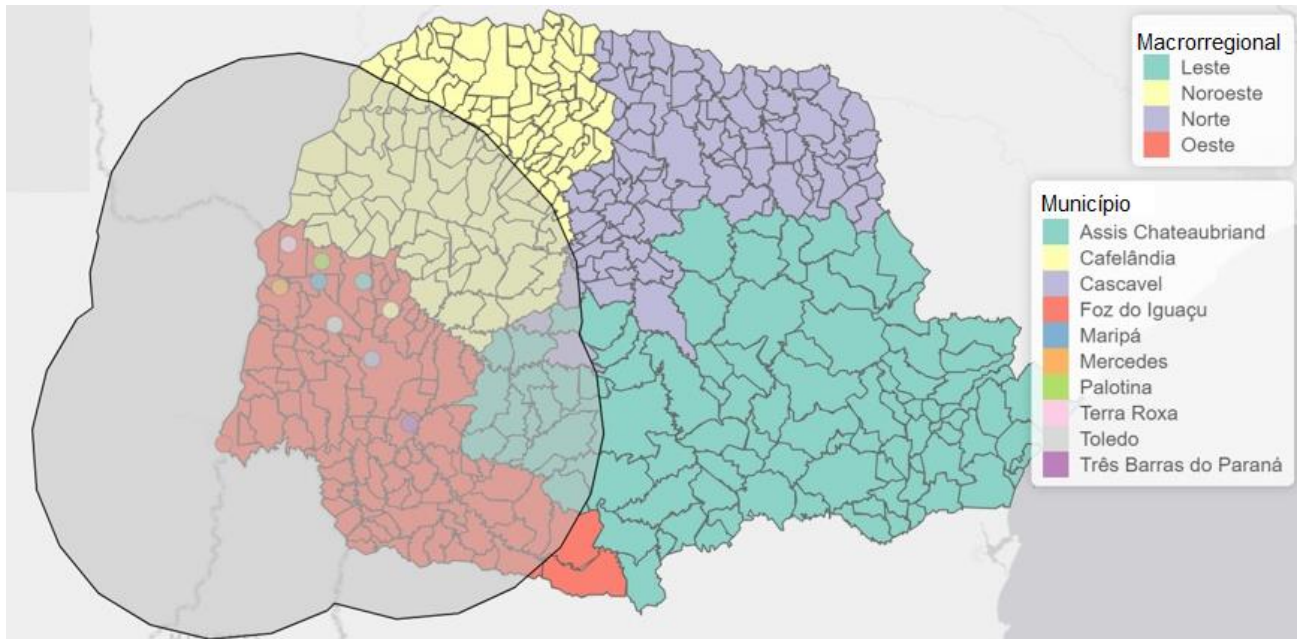 Macrorregional
Leste
Noroeste
Norte
Oeste
Município
Assis Chateaubriand
Cafelândia
Cascavel
Foz do Iguaçu
Maripá
Mercedes
Palotina
Terra Roxa
Toledo
Três Barras do Paraná